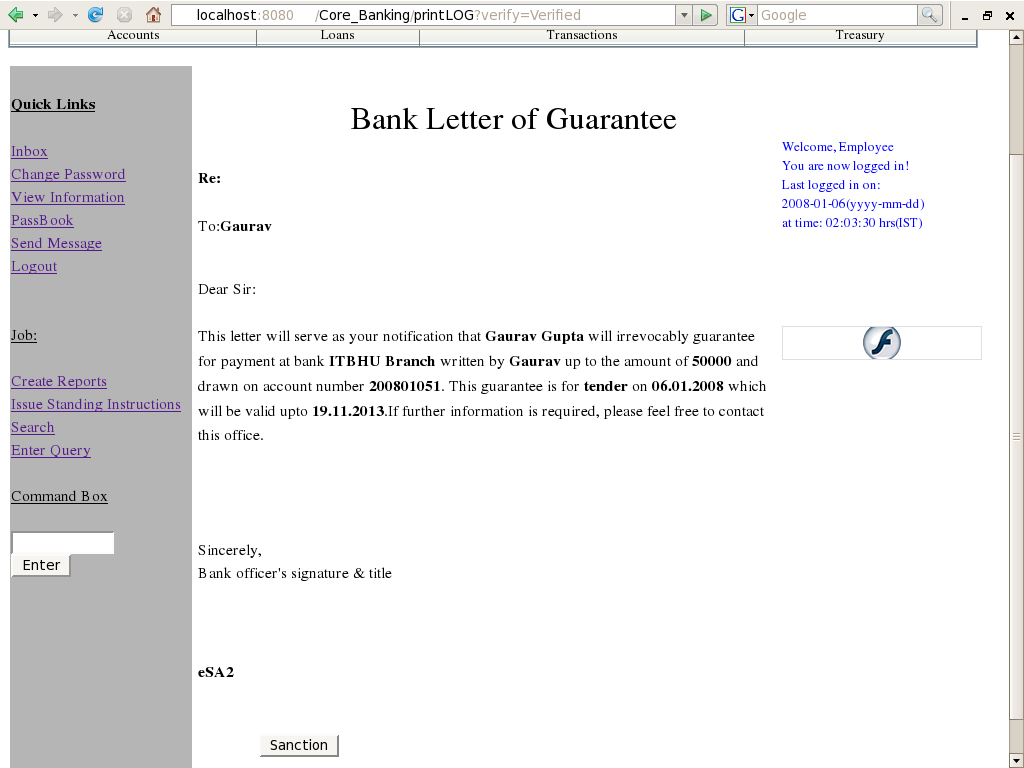 localhost:8080 /Core_Banking/printLOG?verify=Verified
G
Google
Accounts Loans Transactions Treasury
Quick Links
Inbox
Change Password
View Information
PassBook
Send Message
Logout
Job:
Create Reports
Issue Standing Instructions
Search
Enter Query
Command Box
Enter
Bank Letter of Guarantee
Re:
To:Gaurav
Dear Sir:
This letter will serve as your notification that Gaurav Gupta will irrevocably guarantee
for payment at bank ITBHU Branch written by Gaurav up to the amount of 50000 and
drawn on account number 200801051. This guarantee is for tender on 06.01.2008 which
will be valid upto 19.11.2013.If further information is required, please feel free to contact
this office.
Sincerely,
Bank officer's signature & title
eSA2
Sanction
Welcome, Employee
You are now logged in!
Last logged in on:
2008-01-06(yyyy-mm-dd)
at time: 02:03:30 hrs(IST)